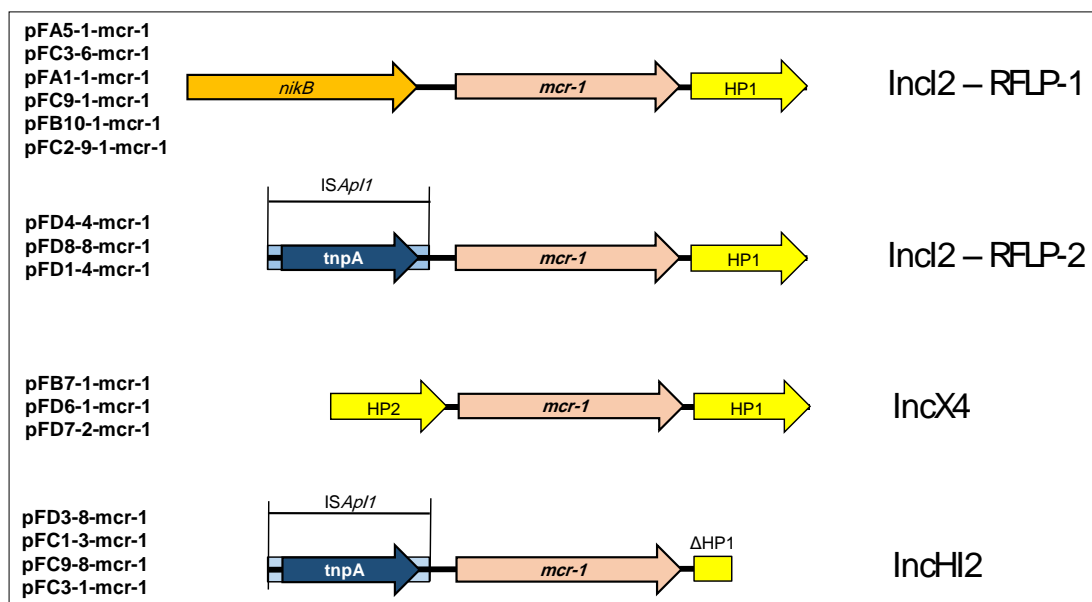 pFA5-1-mcr-1
pFC3-6-mcr-1
pFA1-1-mcr-1
pFC9-1-mcr-1
pFB10-1-mcr-1
pFC2-9-1-mcr-1
nikB
mcr-1
HP1
IncI2 – RFLP-1
ISApl1
pFD4-4-mcr-1
pFD8-8-mcr-1
pFD1-4-mcr-1
tnpA
mcr-1
HP1
IncI2 – RFLP-2
pFB7-1-mcr-1
pFD6-1-mcr-1
pFD7-2-mcr-1
HP2
mcr-1
HP1
IncX4
ISApl1
pFD3-8-mcr-1
pFC1-3-mcr-1
pFC9-8-mcr-1
pFC3-1-mcr-1
tnpA
mcr-1
ΔHP1
IncHI2